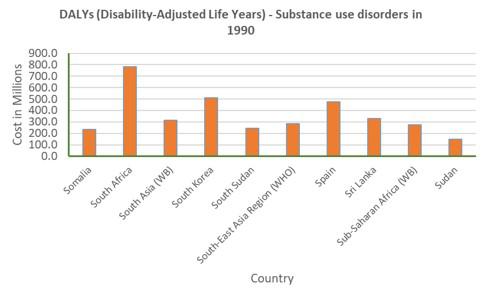 DALYs (Disability-Adjusted Life Years) - Substance use disorders in
1990
Cost in Millions
900.0
800.0
700.0
600.0
500.0
400.0
300.0
200.0
100.0
0.0
Somalia
South Africa
South Asia (WB)
South Korea
South Sudan
South-East Asia Region (WHO)
Spain
Sri Lanka
Sub-Saharan Africa (WB)
Sudan
Country